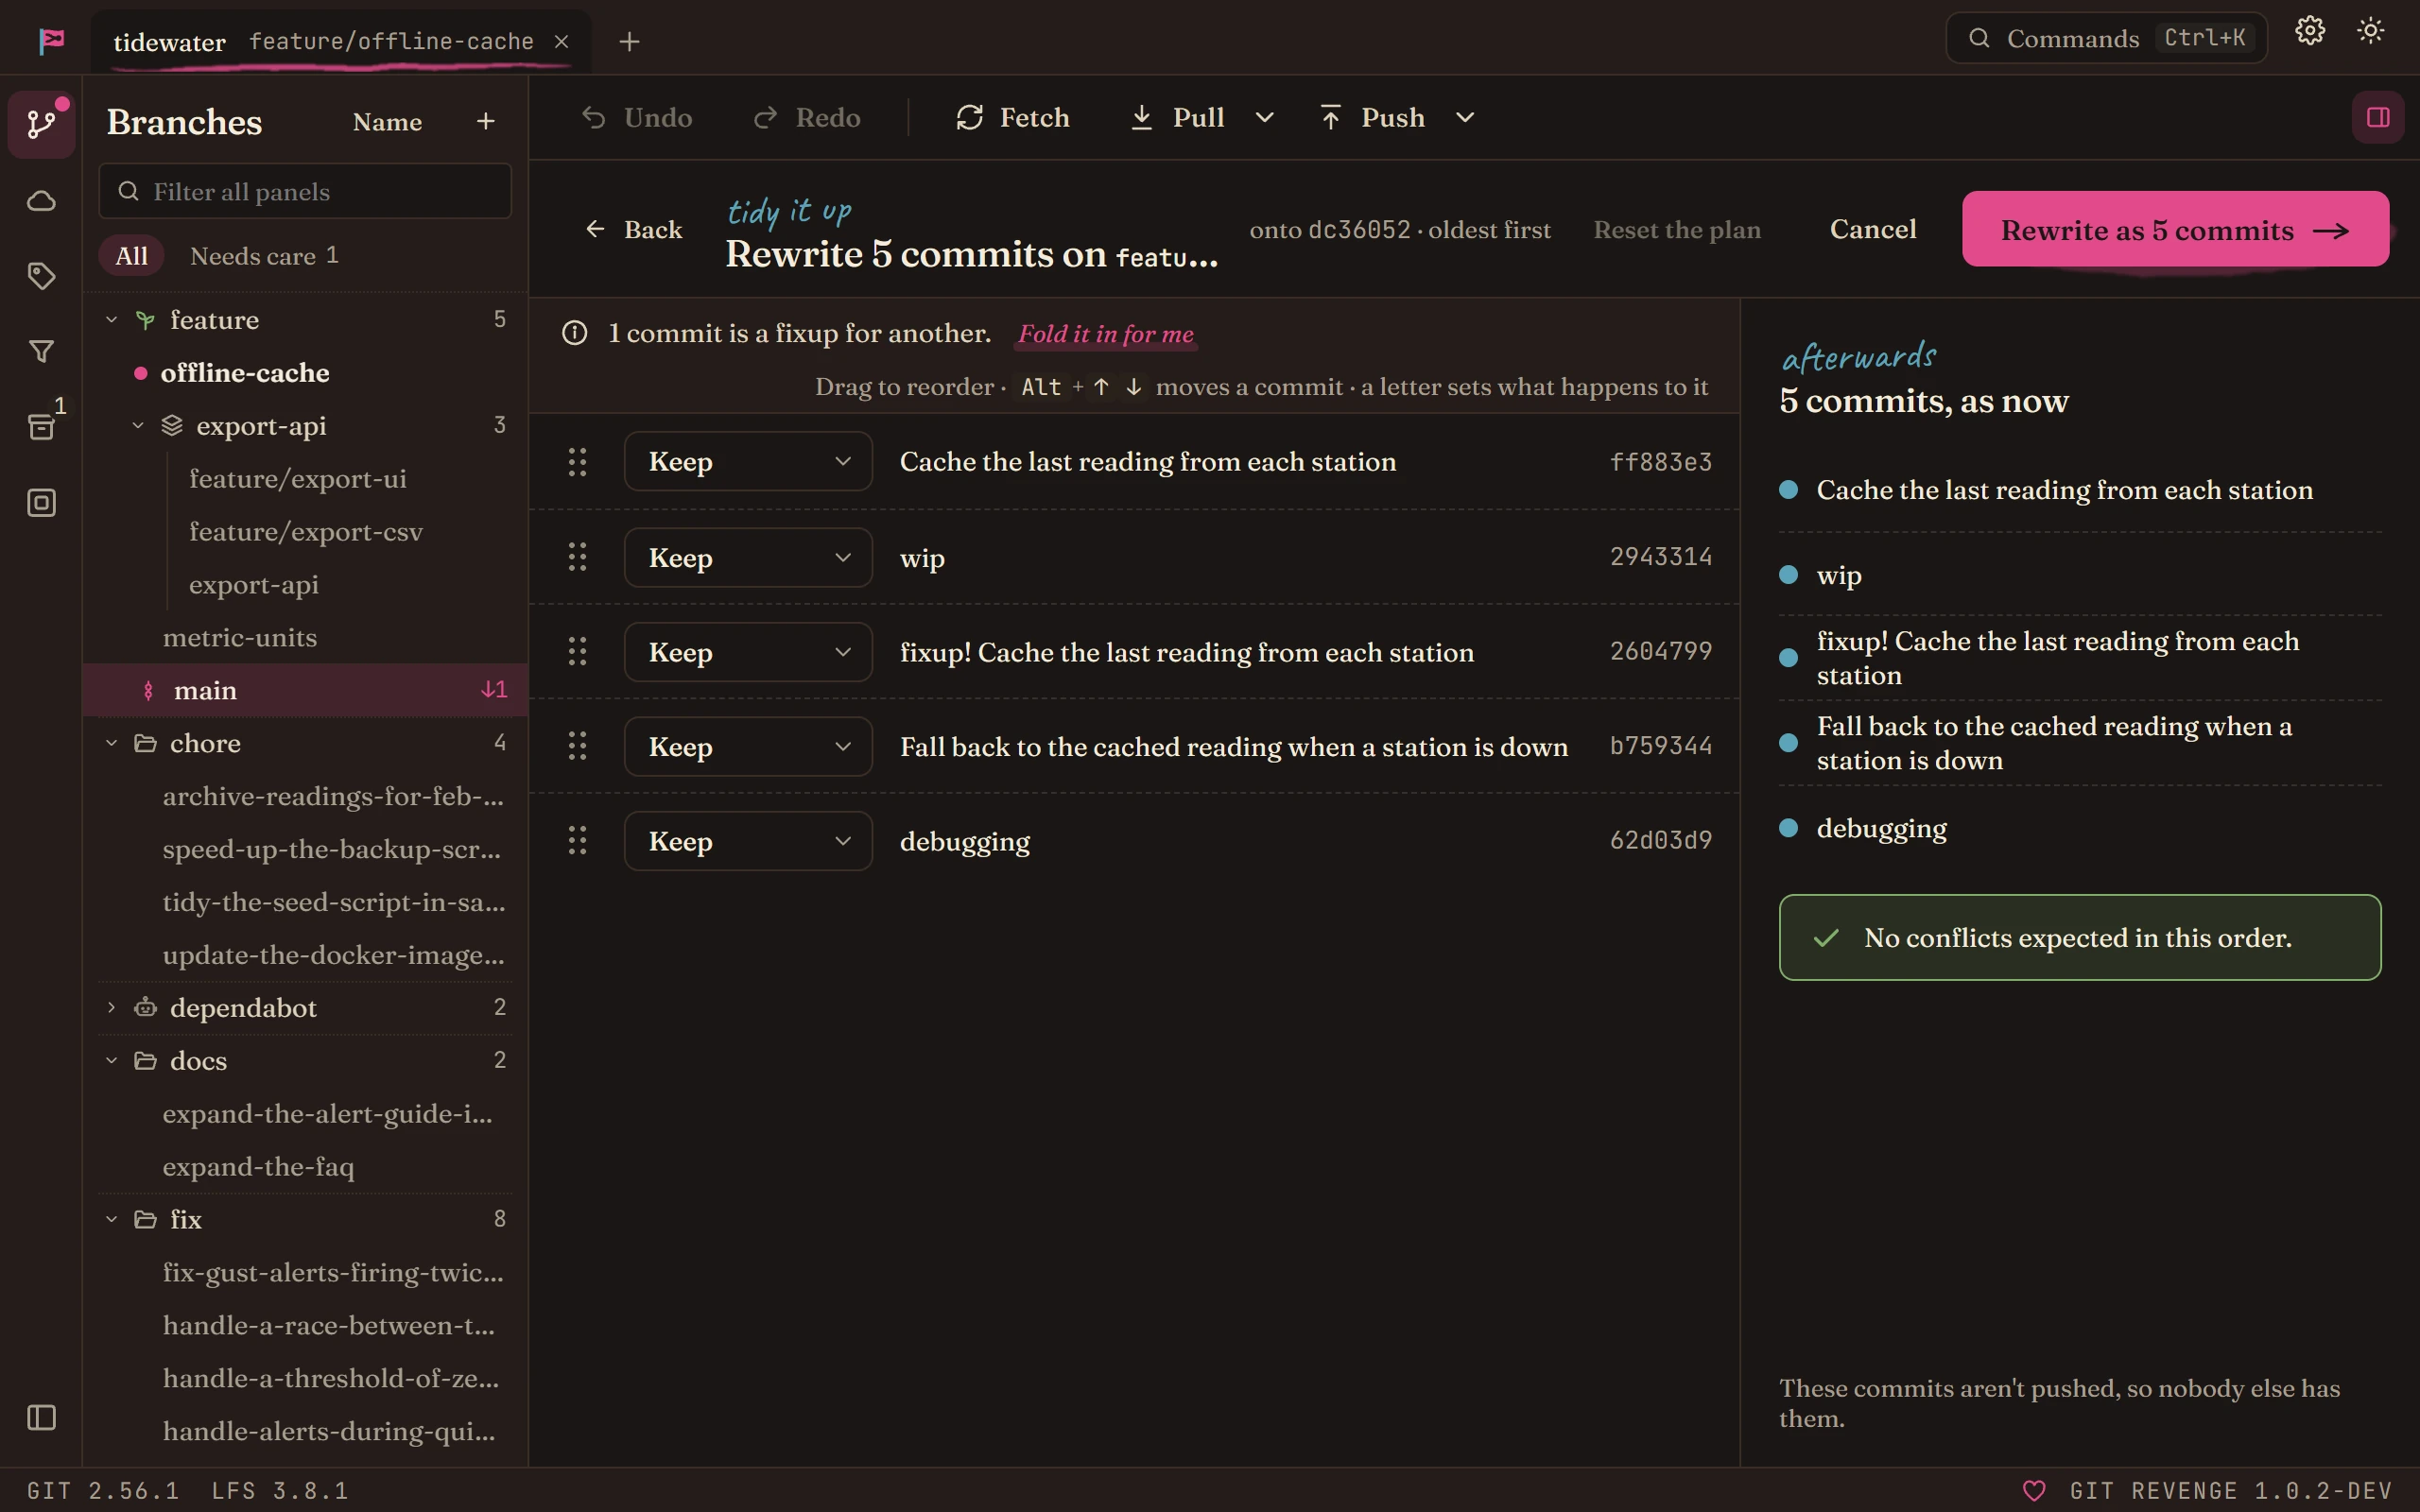 tidewater feature/offline-cache
Commands Ctrl+K
Branches Name
Filter all panels
All Needs care 1
feature 5
offline-cache
export-api 3
feature/export-ui
feature/export-csv
export-api
metric-units
main ↓1
chore 4
archive-readings-for-feb-...
speed-up-the-backup-scr...
tidy-the-seed-script-in-sa...
update-the-docker-image...
dependabot 2
docs 2
expand-the-alert-guide-i...
expand-the-faq
fix 8
fix-gust-alerts-firing-twic...
handle-a-race-between-t...
handle-a-threshold-of-ze...
handle-alerts-during-qui...
1
Undo Redo Fetch Pull Push
Back
tidy it up
Rewrite 5 commits on featu...
onto dc36052 · oldest first
Reset the plan
Cancel
Rewrite as 5 commits →
1 commit is a fixup for another. Fold it in for me
Drag to reorder · Alt + ↑ ↓ moves a commit · a letter sets what happens to it
Keep Cache the last reading from each station ff883e3
Keep wip 2943314
Keep fixup! Cache the last reading from each station 2604799
Keep Fall back to the cached reading when a station is down b759344
Keep debugging 62d03d9
afterwards
5 commits, as now
Cache the last reading from each station
wip
fixup! Cache the last reading from each
station
Fall back to the cached reading when a
station is down
debugging
No conflicts expected in this order.
These commits aren't pushed, so nobody else has
them.
GIT 2.56.1 LFS 3.8.1
GIT REVENGE 1.0.2-DEV